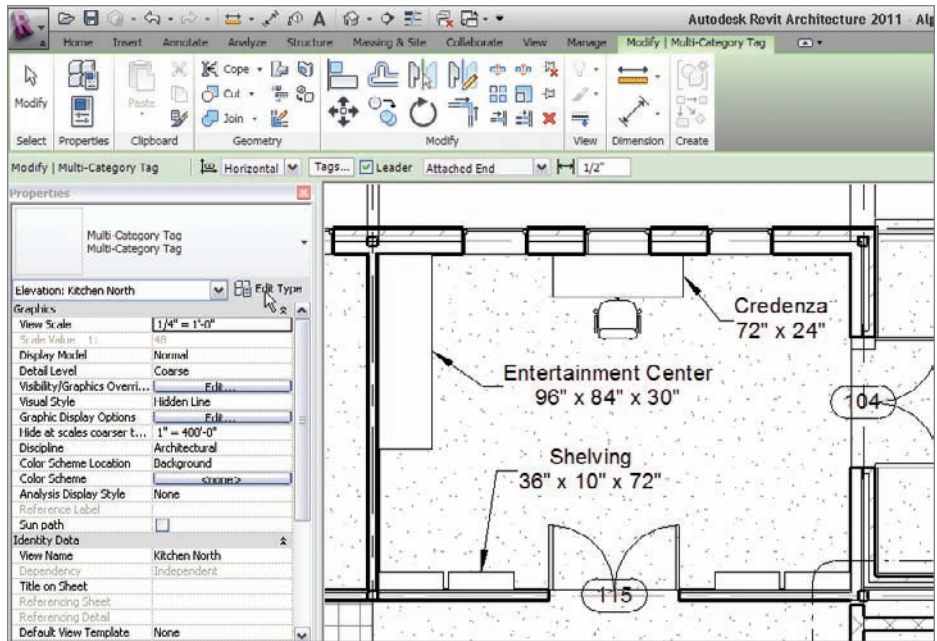 Autodesk Revit Architecture 2011 - Alp
Home Insert Annotate Analyze Structure Massing & Site Collaborate View Manage Modify | Multi-Category Tag
Modify
Paste
Cope
Cut
Join
Select Properties Clipboard Geometry Modify View Dimension Create
Modify | Multi-Category Tag Horizontal Tags... Leader Attached End 1/2"
Properties
Multi-Category Tag
Multi-Category Tag
Elevation: Kitchen North Edit Type
Graphics
View Scale 1/4" = 1'-0"
Scale Value 1: 48
Display Model Normal
Detail Level Coarse
Visibility/Graphics Overri... Edit...
Visual Style Hidden Line
Graphic Display Options Edit...
Hide at scales coarser t... 1" = 400'-0"
Discipline Architectural
Color Scheme Location Background
Color Scheme <none>
Analysis Display Style None
Reference Label
Sun path
Identity Data
View Name Kitchen North
Dependency Independent
Title on Sheet
Referencing Sheet
Referencing Detail
Default View Template None
Credenza
72" x 24"
Entertainment Center
96" x 84" x 30"
104
Shelving
36" x 10" x 72"
115